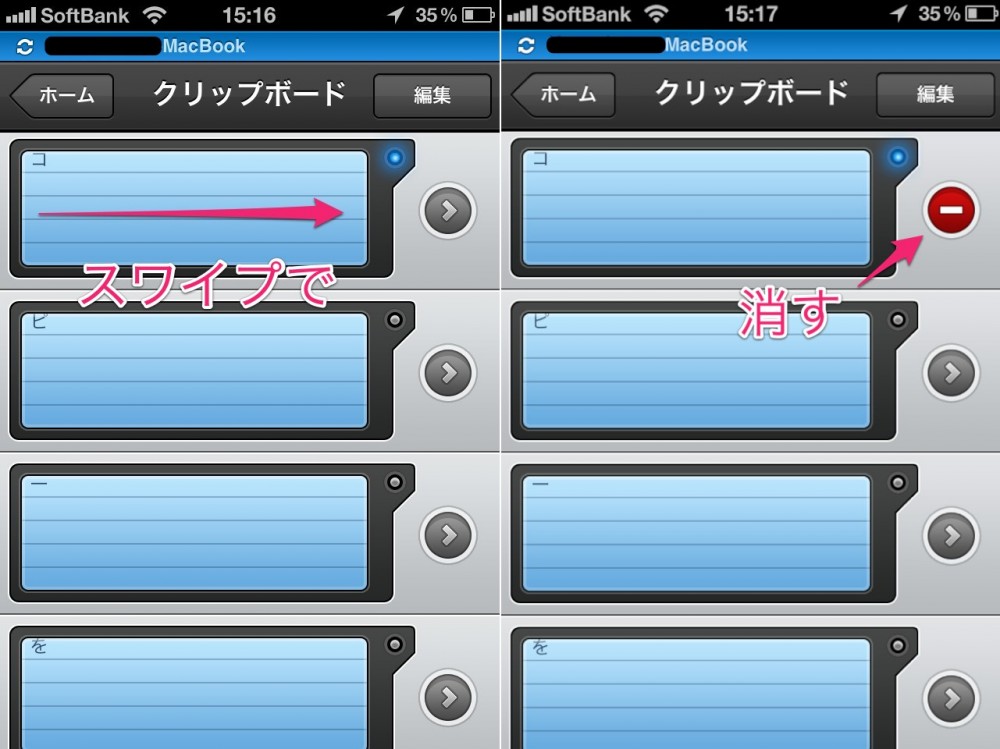 SoftBank 15:16 35%
MacBook
ホーム クリップボード 編集
コ
スワイプで
ピ
ー
を
SoftBank 15:17 35%
MacBook
ホーム クリップボード 編集
コ
消す
ピ
ー
を